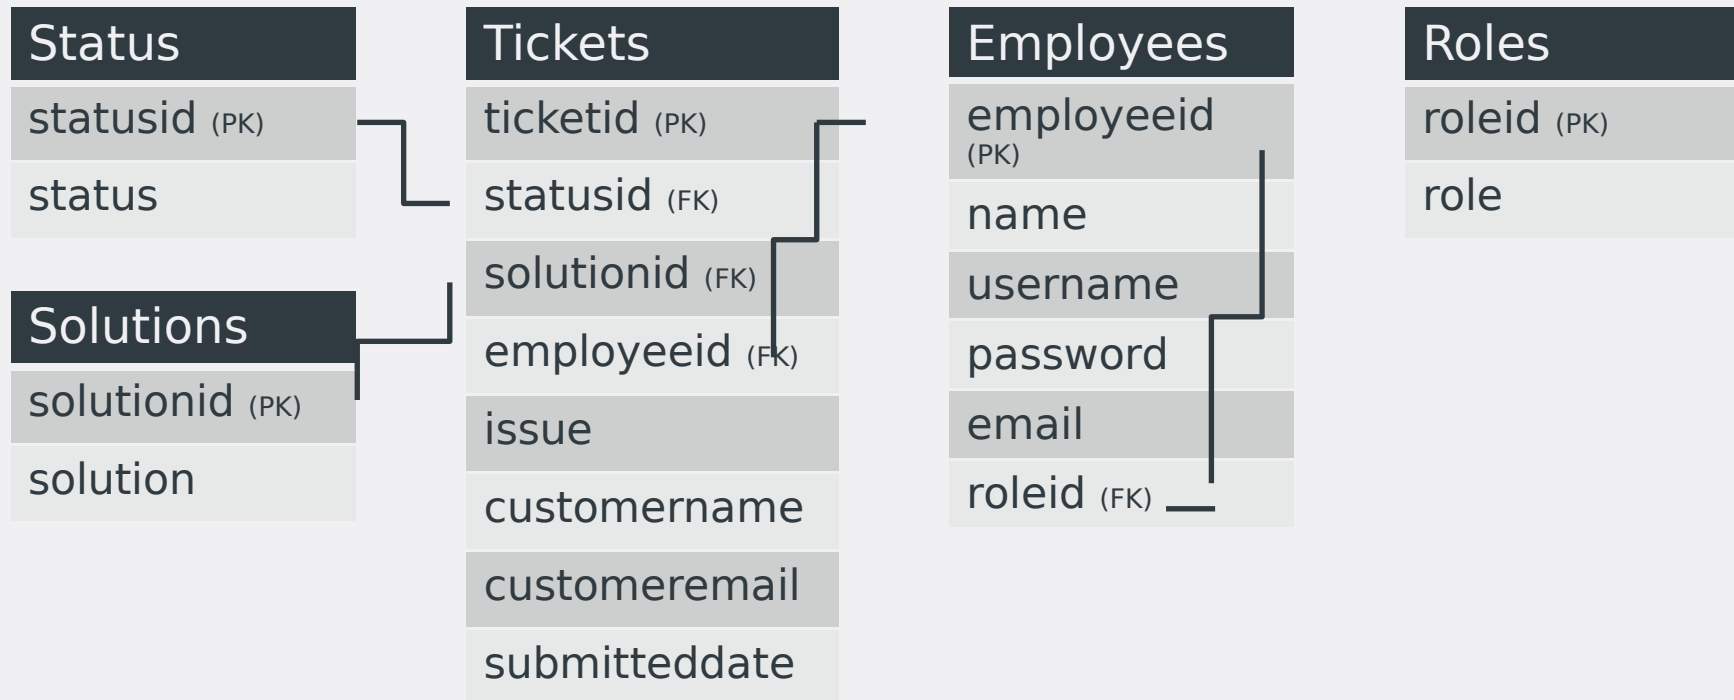 Status
statusid (PK)
status
Solutions
solutionid (PK)
solution
Tickets
ticketid (PK)
statusid (FK)
solutionid (FK)
employeeid (FK)
issue
customername
customeremail
submitteddate
Employees
employeeid
(PK)
name
username
password
email
roleid (FK)
Roles
roleid (PK)
role